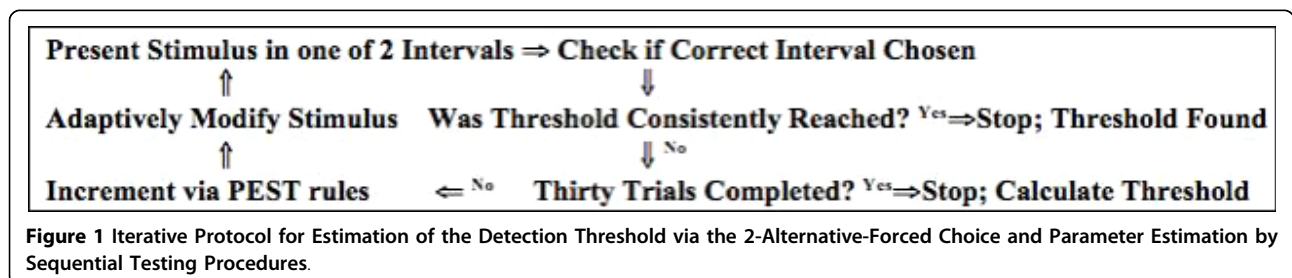 Present Stimulus in one of 2 Intervals ⇒ Check if Correct Interval Chosen
⇑ ⇓
Adaptively Modify Stimulus Was Threshold Consistently Reached? Yes⇒Stop; Threshold Found
⇑ ⇓ No
Increment via PEST rules ⇐ No Thirty Trials Completed? Yes⇒Stop; Calculate Threshold
Figure 1 Iterative Protocol for Estimation of the Detection Threshold via the 2-Alternative-Forced Choice and Parameter Estimation by
Sequential Testing Procedures.